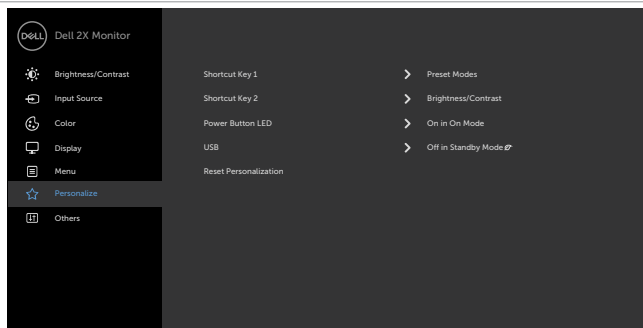 DELL Dell 2X Monitor
Brightness/Contrast Shortcut Key 1 Preset Modes
Input Source Shortcut Key 2 Brightness/Contrast
Color Power Button LED On in On Mode
Display USB Off in Standby Mode
Menu Reset Personalization
Personalize
Others